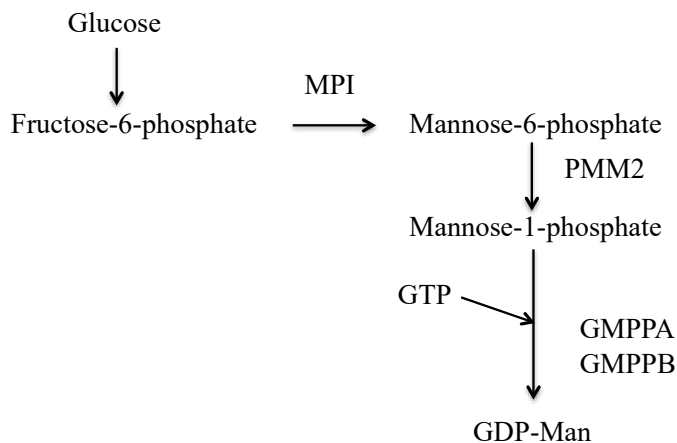 Glucose
MPI
Fructose-6-phosphate
Mannose-6-phosphate
PMM2
Mannose-1-phosphate
GTP
GMPPA
GMPPB
GDP-Man